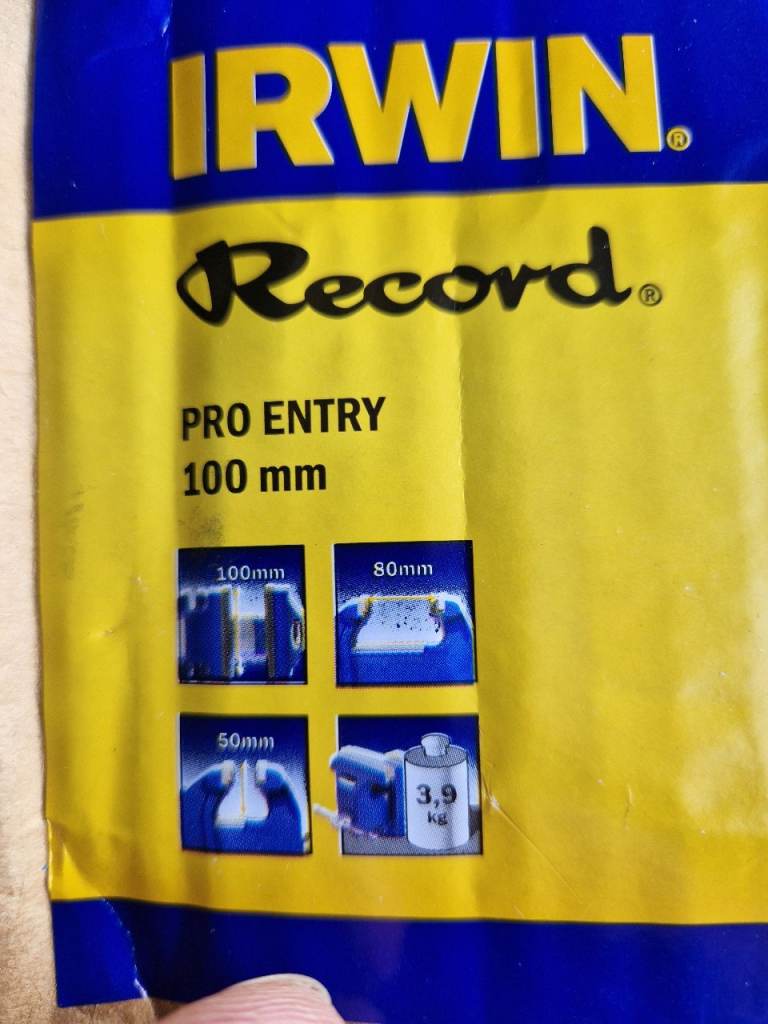 IRWIN®
Record®
PRO ENTRY
100 mm
100mm
80mm
50mm
3,9
kg